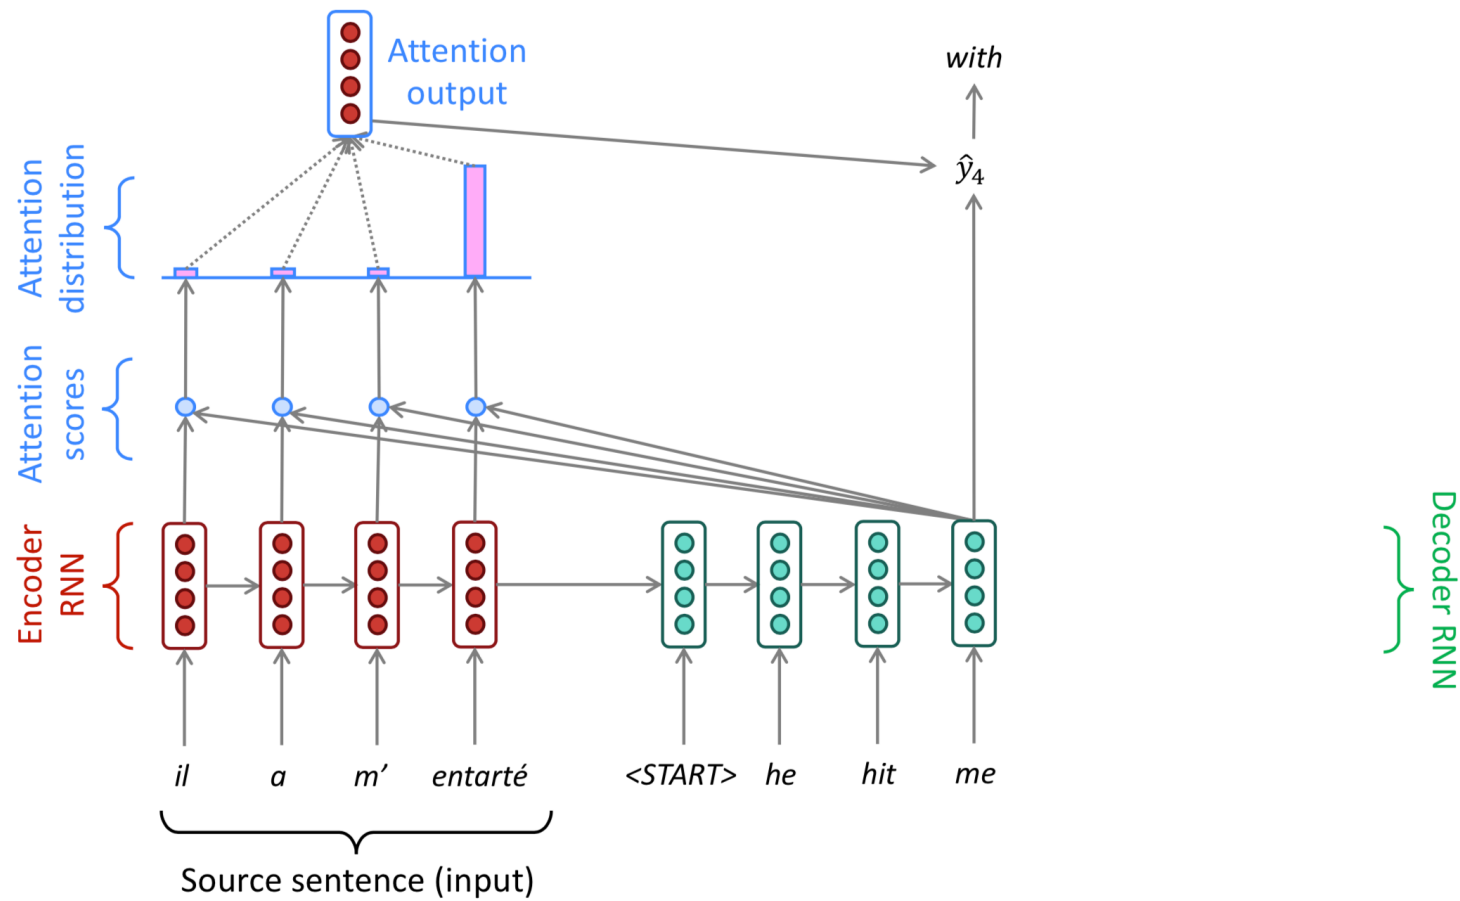 Attention
output
with
ŷ4
Attention
distribution
Attention
scores
Encoder
RNN
Decoder RNN
il a m’ entarté <START> he hit me
Source sentence (input)